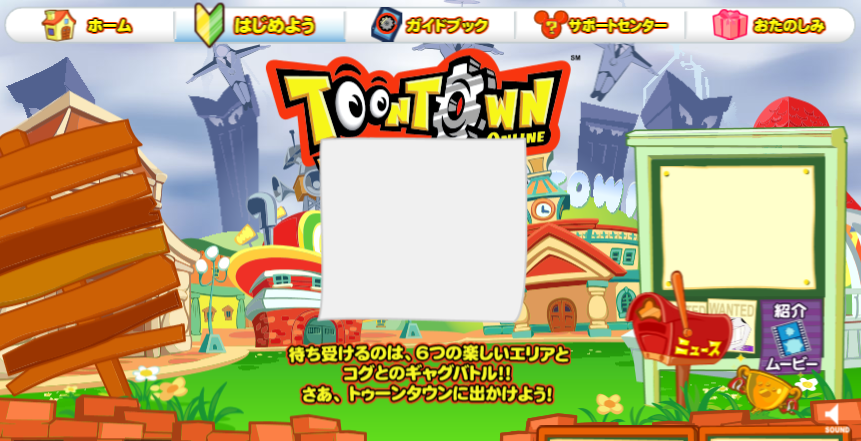 ホーム
はじめよう
ガイドブック
サポートセンター
おたのしみ
TOONTOWN
SM
ONLINE
WANTED
紹介
ムービー
ニュース
待ち受けるのは、6つの楽しいエリアと
コグとのギャグバトル!!
さあ、トゥーンタウンに出かけよう!
SOUND